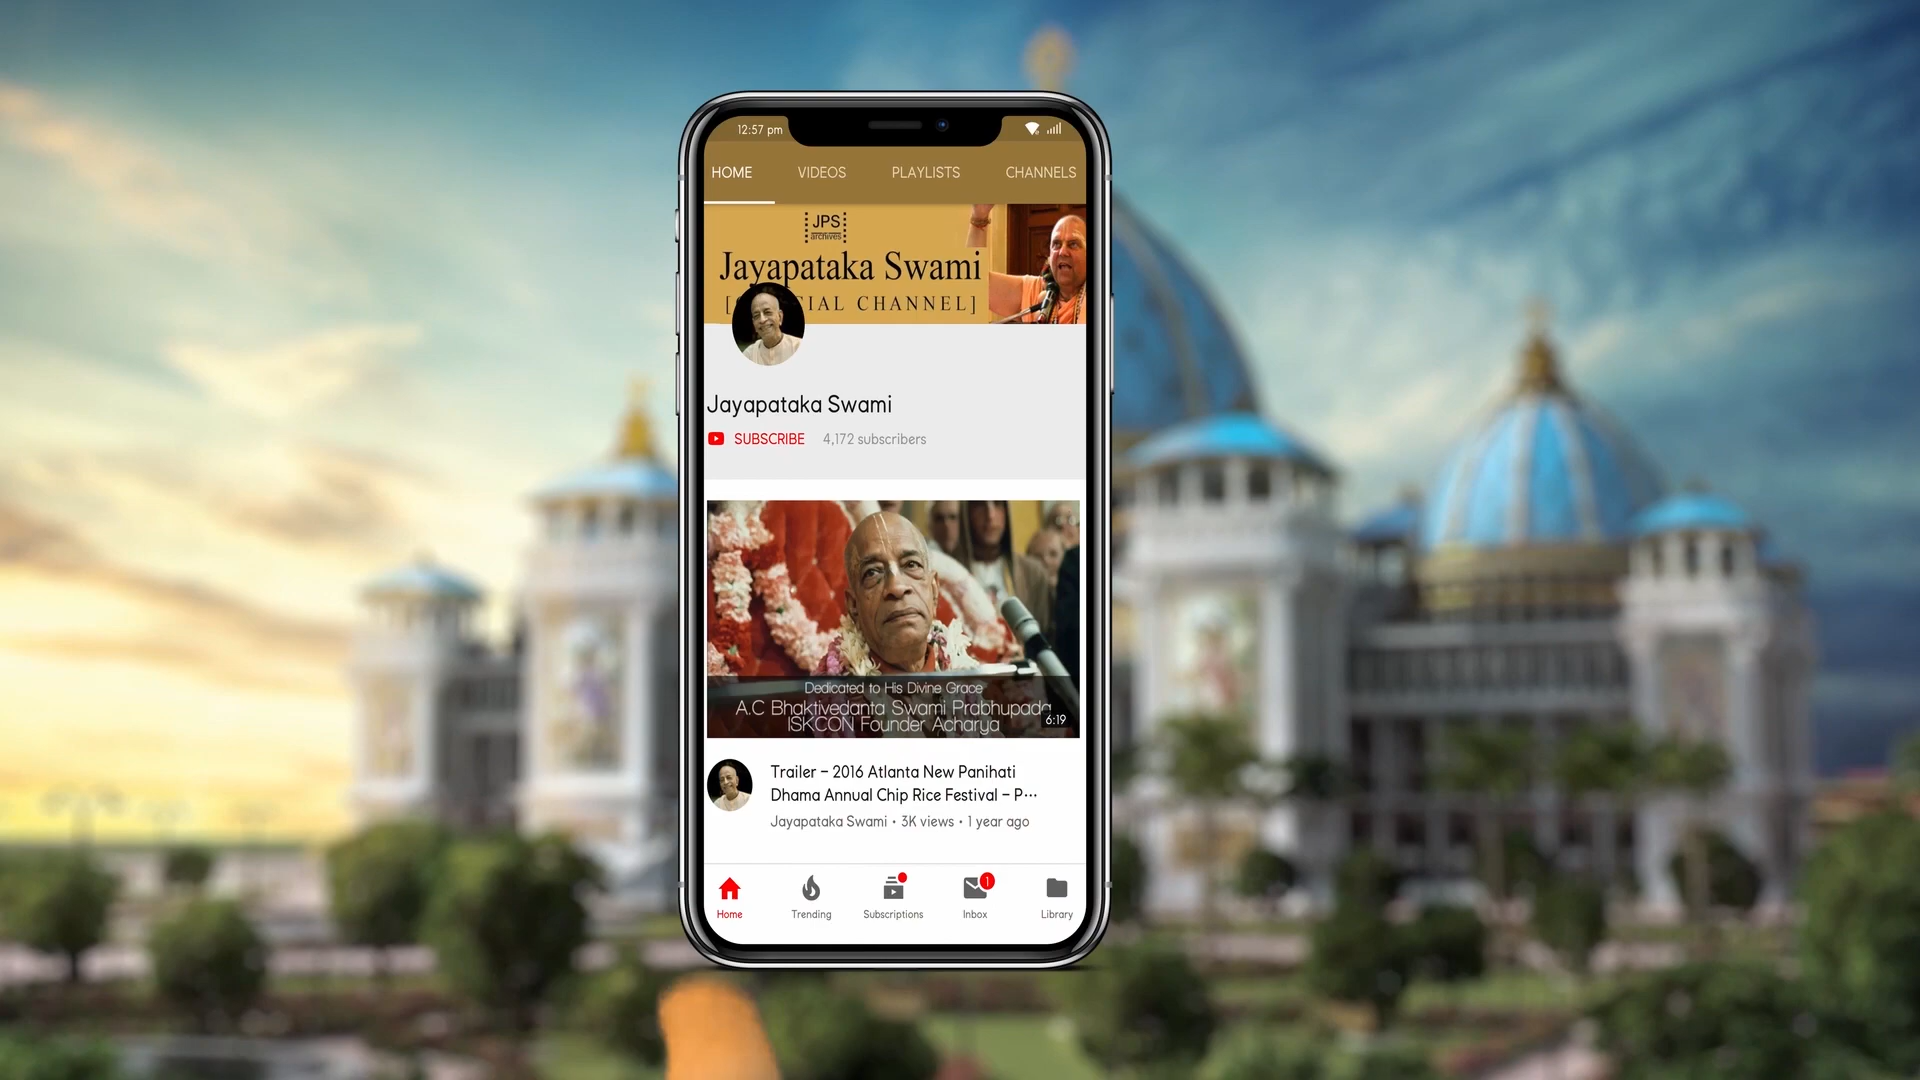 12:57 pm
HOME VIDEOS PLAYLISTS CHANNELS
JPS
archives
Jayapataka Swami
CIAL CHANNEL]
Jayapataka Swami
SUBSCRIBE 4,172 subscribers
Dedicated to His Divine Grace
A.C Bhaktivedanta Swami Prabhupada
ISKCON Founder Acharya
6:19
Trailer – 2016 Atlanta New Panihati
Dhama Annual Chip Rice Festival – P...
Jayapataka Swami • 3K views • 1 year ago
1
Home Trending Subscriptions Inbox Library